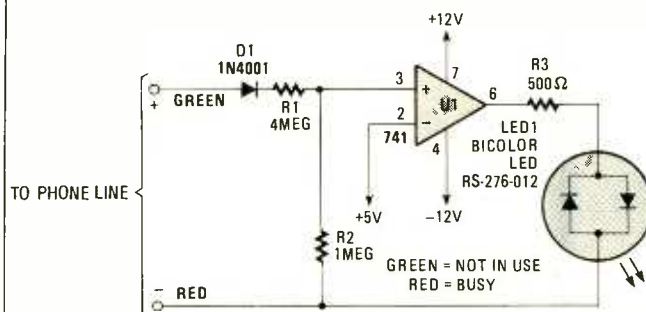 +12V
D1
1N4001
R3
500Ω
3
7
6
+
GREEN
+
R1
4MEG
2
U1
−
741
4
LED1
BICOLOR
LED
RS-276-012
TO PHONE LINE
+5V
−12V
R2
1MEG
GREEN = NOT IN USE
RED = BUSY
−
RED